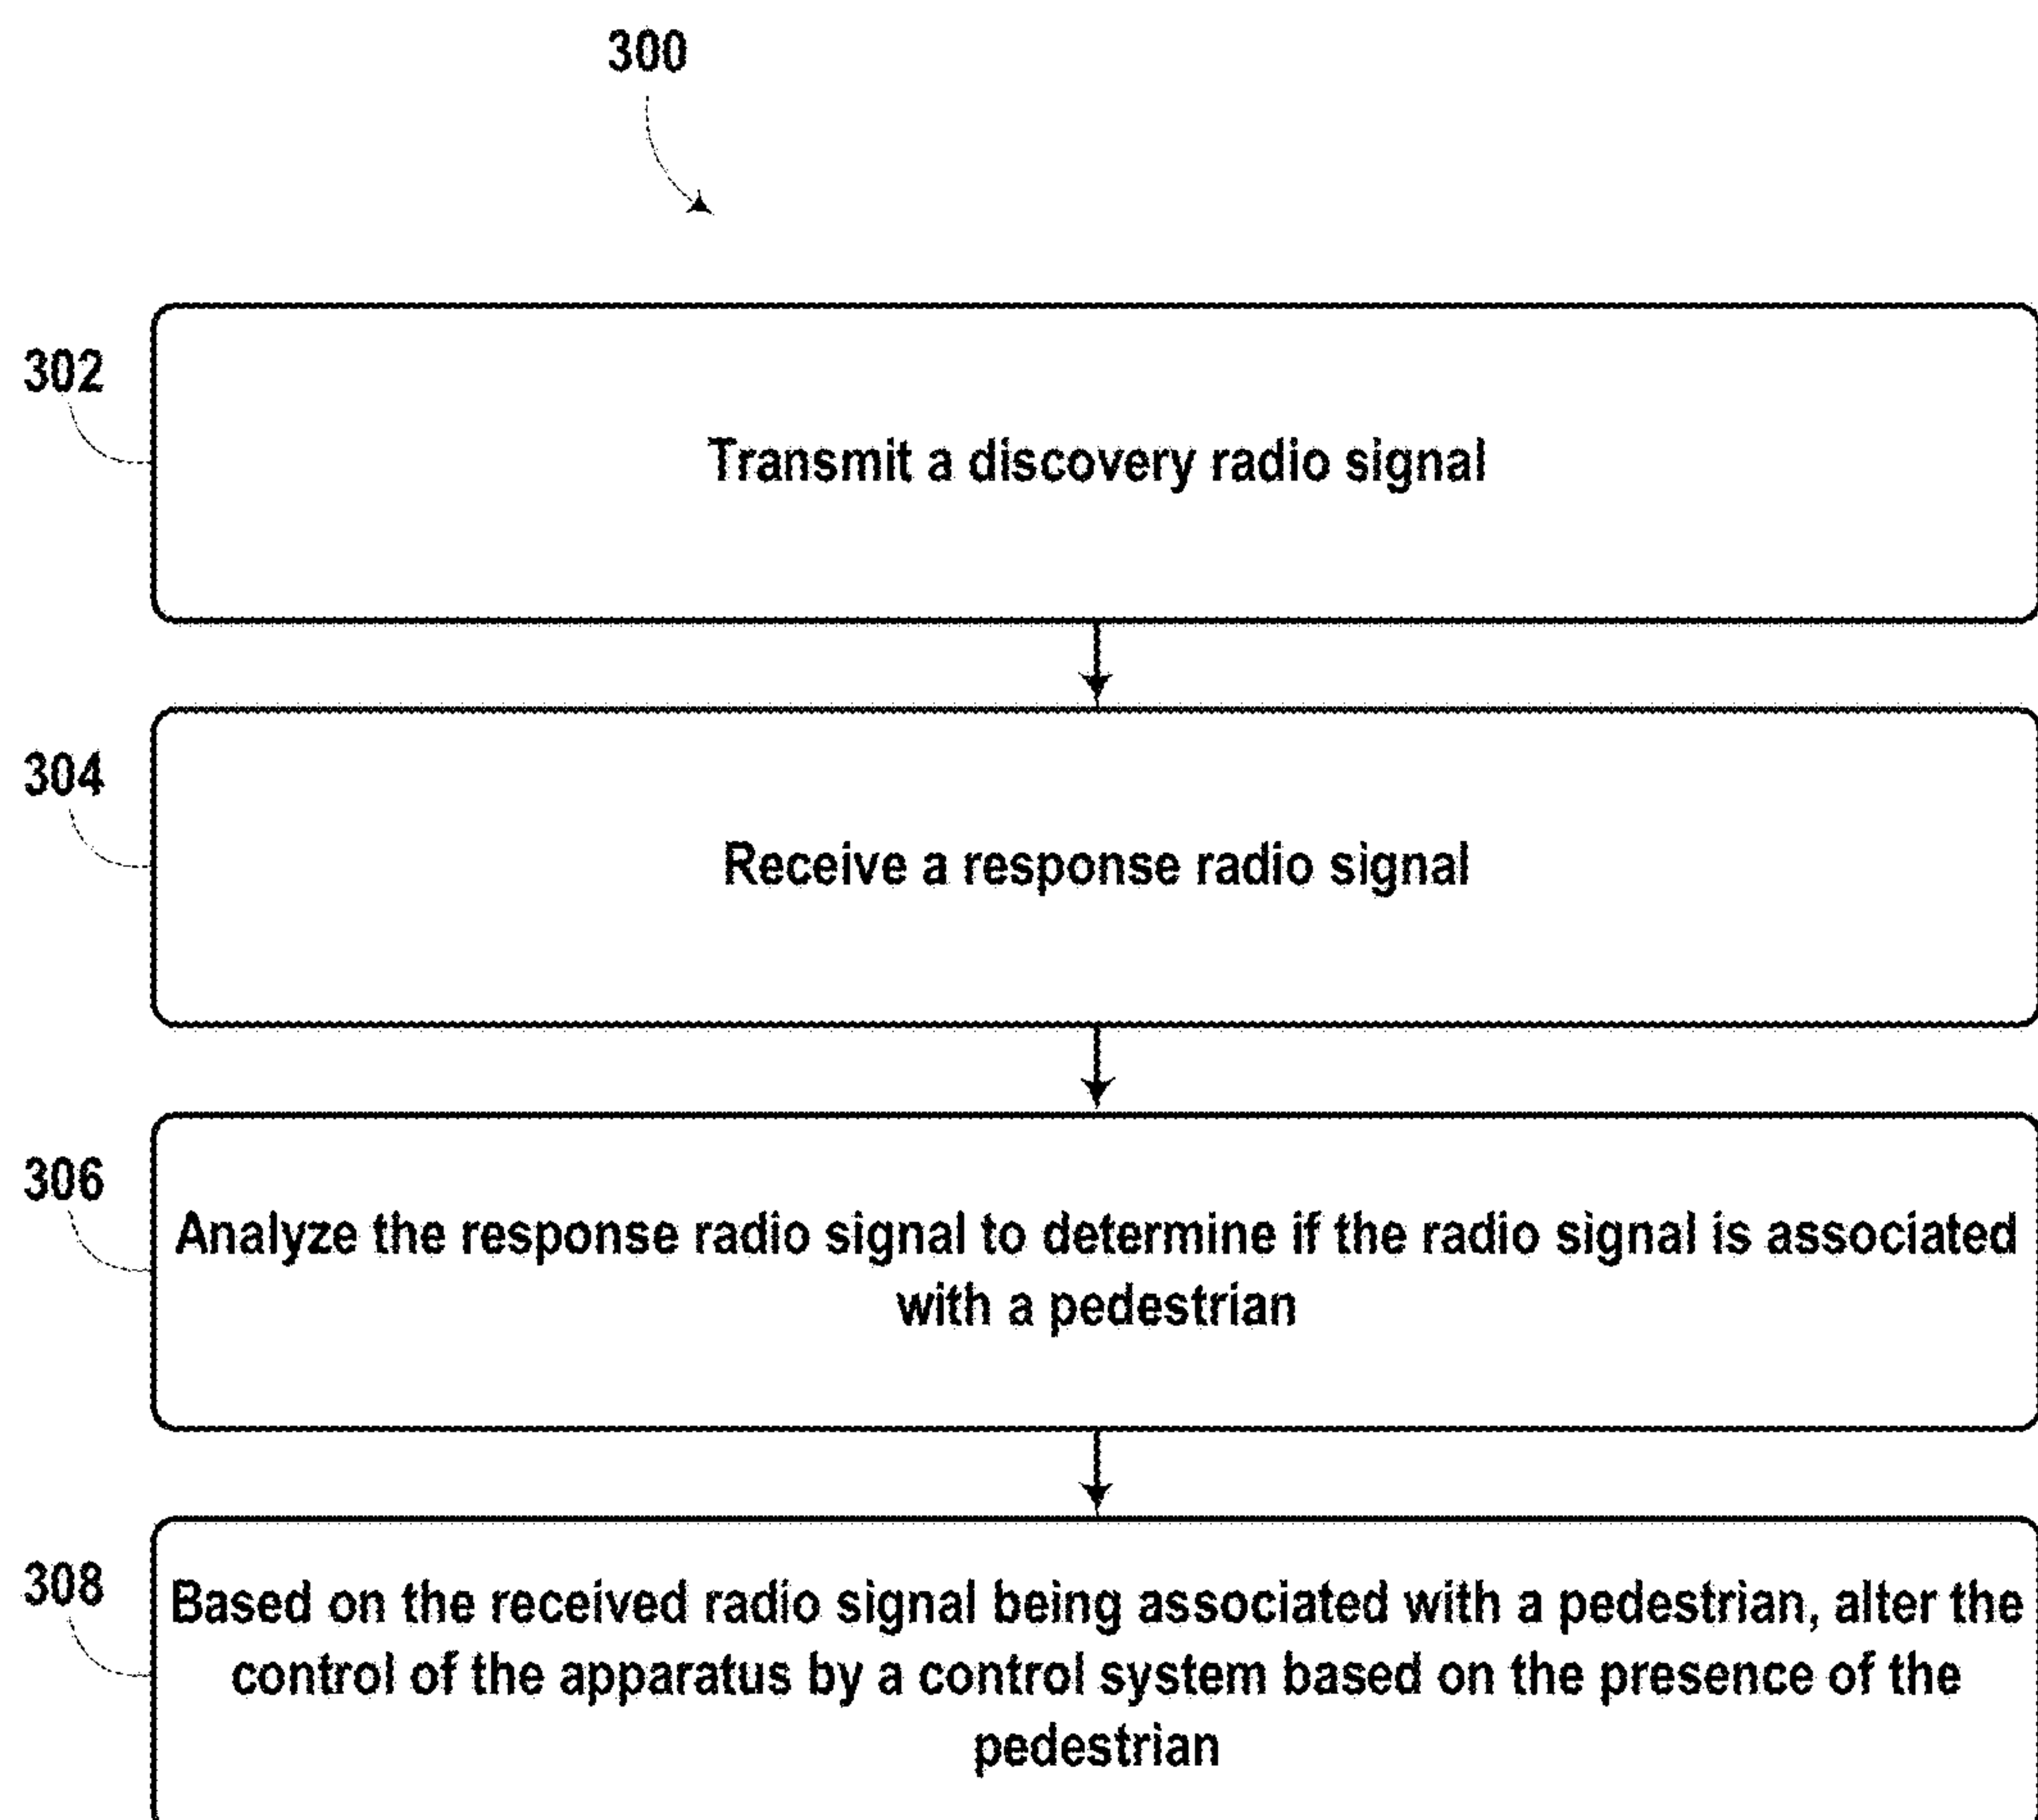 300
302
Transmit a discovery radio signal
304
Receive a response radio signal
306
Analyze the response radio signal to determine if the radio signal is associated
with a pedestrian
308
Based on the received radio signal being associated with a pedestrian, alter the
control of the apparatus by a control system based on the presence of the
pedestrian